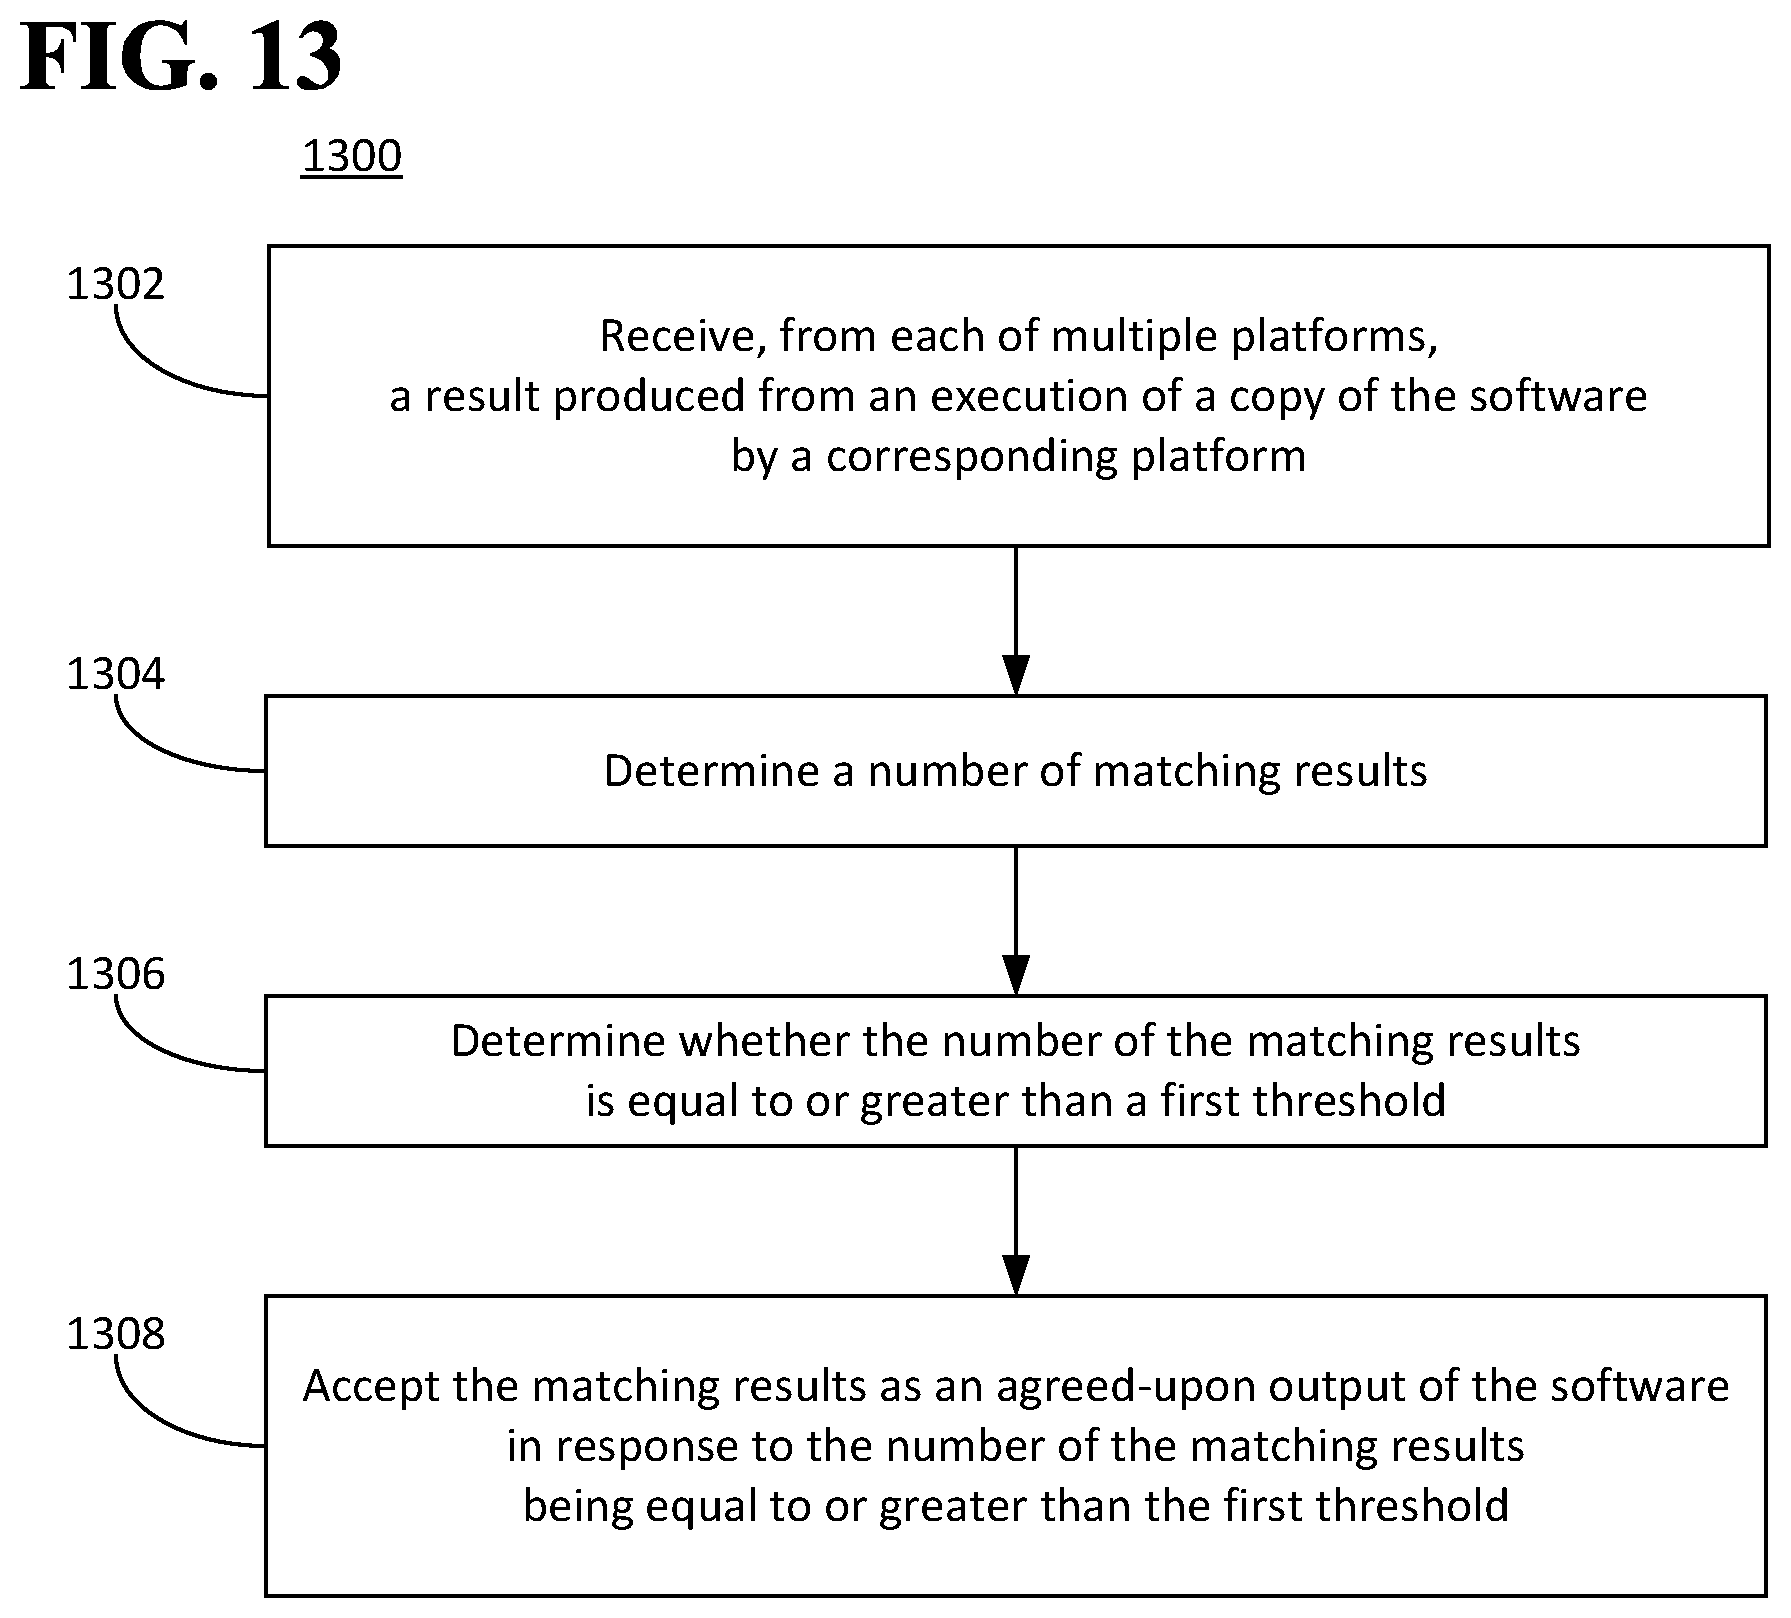 FIG. 13
1300
1302
Receive, from each of multiple platforms,
a result produced from an execution of a copy of the software
by a corresponding platform
1304
Determine a number of matching results
1306
Determine whether the number of the matching results
is equal to or greater than a first threshold
1308
Accept the matching results as an agreed-upon output of the software
in response to the number of the matching results
being equal to or greater than the first threshold